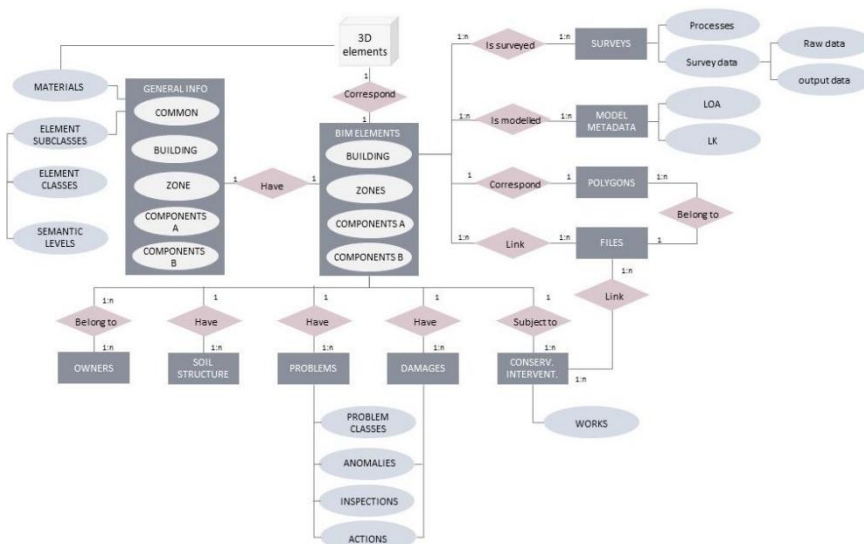 3D
elements
1
Correspond
1
MATERIALS
ELEMENT
SUBCLASSES
ELEMENT
CLASSES
SEMANTIC
LEVELS
GENERAL INFO
COMMON
BUILDING
ZONE
COMPONENTS
A
COMPONENTS
B
1
Have
1
BIM ELEMENTS
BUILDING
ZONES
COMPONENTS A
COMPONENTS B
1:n
Is surveyed
1:n
SURVEYS
Processes
Survey data
Raw data
output data
1:n
Is modelled
1:n
MODEL
METADATA
LOA
LK
1
Correspond
1
POLYGONS
1:n
Belong to
1
1:n
Link
1:n
FILES
1:n
Link
1:n
1:n
Belong to
1:n
OWNERS
1
Have
1:n
SOIL
STRUCTURE
1
Have
1:n
PROBLEMS
1
Have
1:n
DAMAGES
1
Subject to
1:n
CONSERV.
INTERVENT.
WORKS
PROBLEM
CLASSES
ANOMALIES
INSPECTIONS
ACTIONS